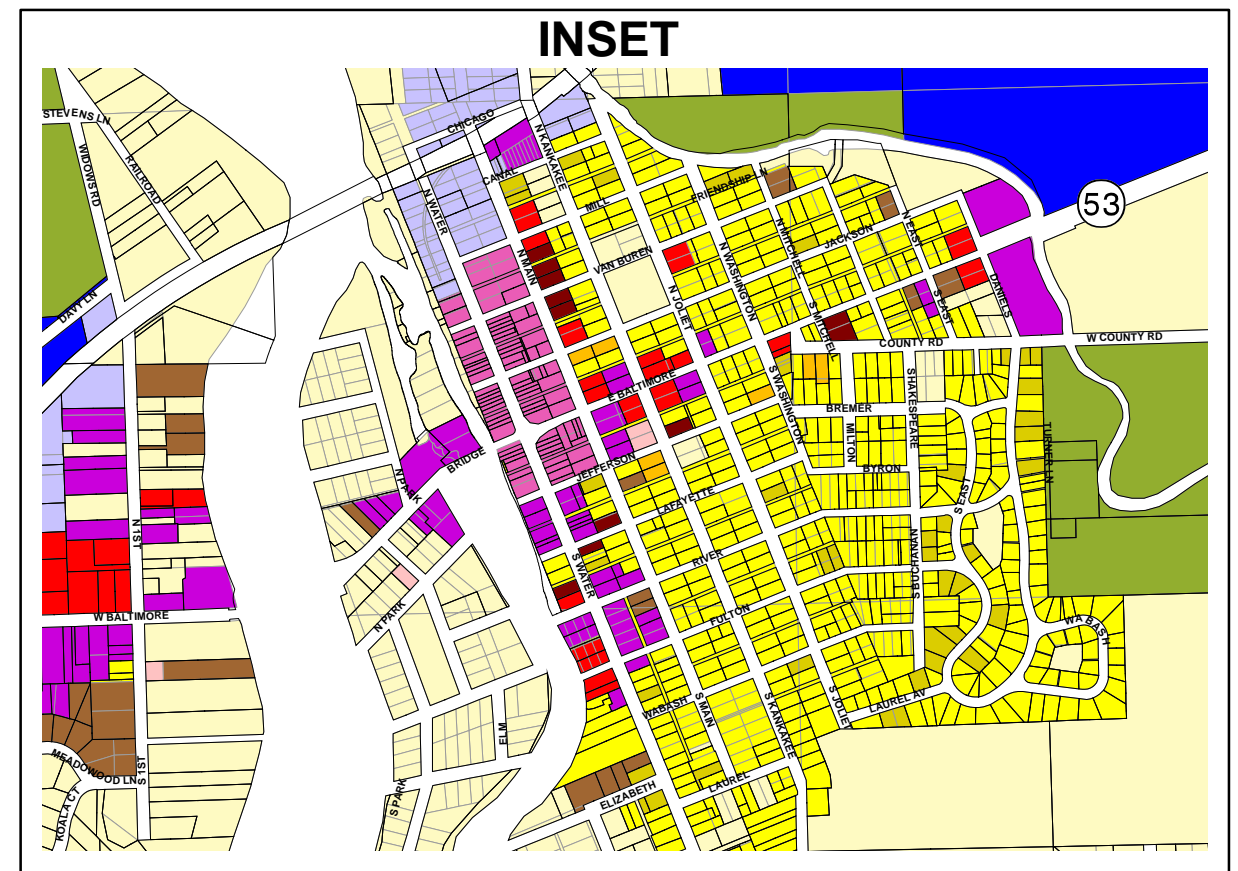 INSET
STEVENS LN
CHICAGO
N KANKAKEE
WIDOWS RD
RAILROAD
CANAL
FRIENDSHIP LN
53
N WATER
MILL
N EAST
JACKSON
N MITCHELL
N MAIN
VAN BUREN
N WASHINGTON
DAVY LN
N JOLIET
S EAST
DANIELS
S MITCHELL
COUNTY RD
W COUNTY RD
E BALTIMORE
S WASHINGTON
S HAKESPEARE
BREMER
MILTON
TURNER LN
BRIDGE
JEFFERSON
BYRON
N PARK
LAFAYETTE
S EAST
N 1ST
S WATER
RIVER
S BUCHANAN
N PARK
FULTON
W BALTIMORE
WABASH
WABASH
S MAIN
S KANKAKEE
S JOLIET
LAUREL AV
ELM
MEADOWOOD LN
S 1ST
S PARK
ELIZABETH
LAUREL
KOALA CT